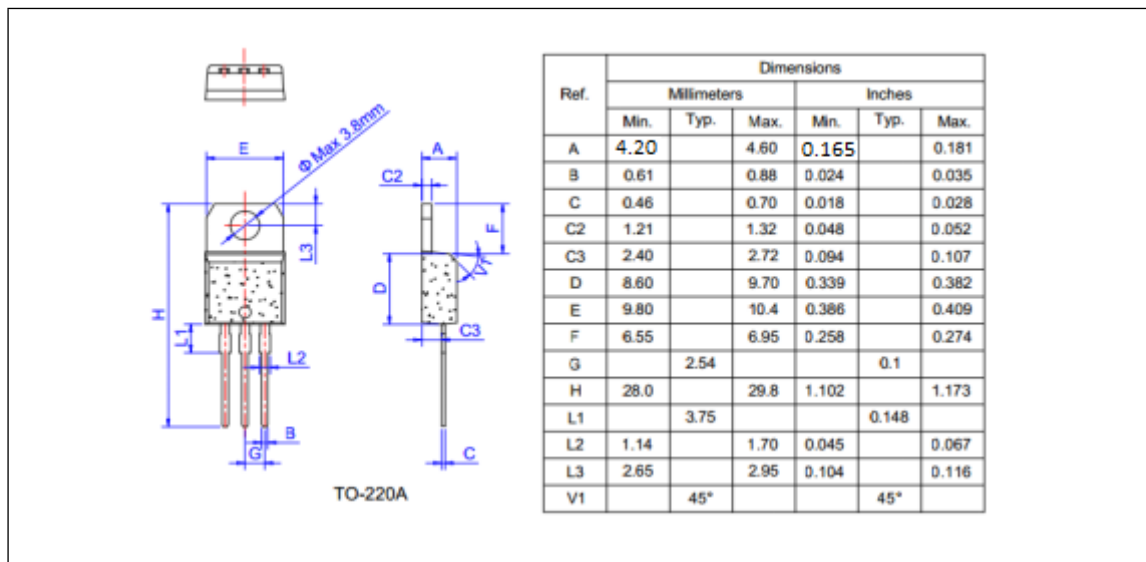 Φ Max 3.8mm
E
A
C2
L3
F
V1
H
D
L1
C3
L2
B
G
C
TO-220A
Ref. Dimensions
Millimeters Inches
Min. Typ. Max. Min. Typ. Max.
A 4.20 4.60 0.165 0.181
B 0.61 0.88 0.024 0.035
C 0.46 0.70 0.018 0.028
C2 1.21 1.32 0.048 0.052
C3 2.40 2.72 0.094 0.107
D 8.60 9.70 0.339 0.382
E 9.80 10.4 0.386 0.409
F 6.55 6.95 0.258 0.274
G 2.54 0.1
H 28.0 29.8 1.102 1.173
L1 3.75 0.148
L2 1.14 1.70 0.045 0.067
L3 2.65 2.95 0.104 0.116
V1 45° 45°